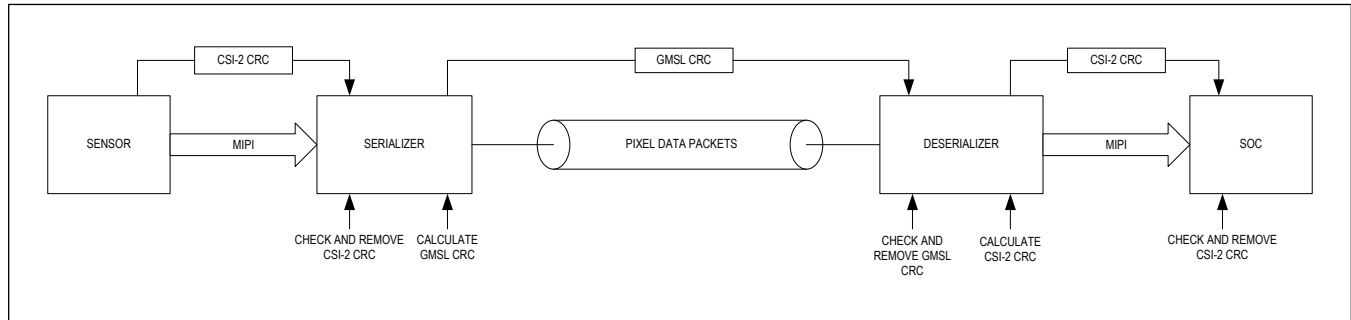 CSI-2 CRC
GMSL CRC
CSI-2 CRC
SENSOR
MIPI
SERIALIZER
PIXEL DATA PACKETS
DESERIALIZER
MIPI
SOC
CHECK AND REMOVE
CSI-2 CRC
CALCULATE
GMSL CRC
CHECK AND
REMOVE GMSL
CRC
CALCULATE
CSI-2 CRC
CHECK AND REMOVE
CSI-2 CRC